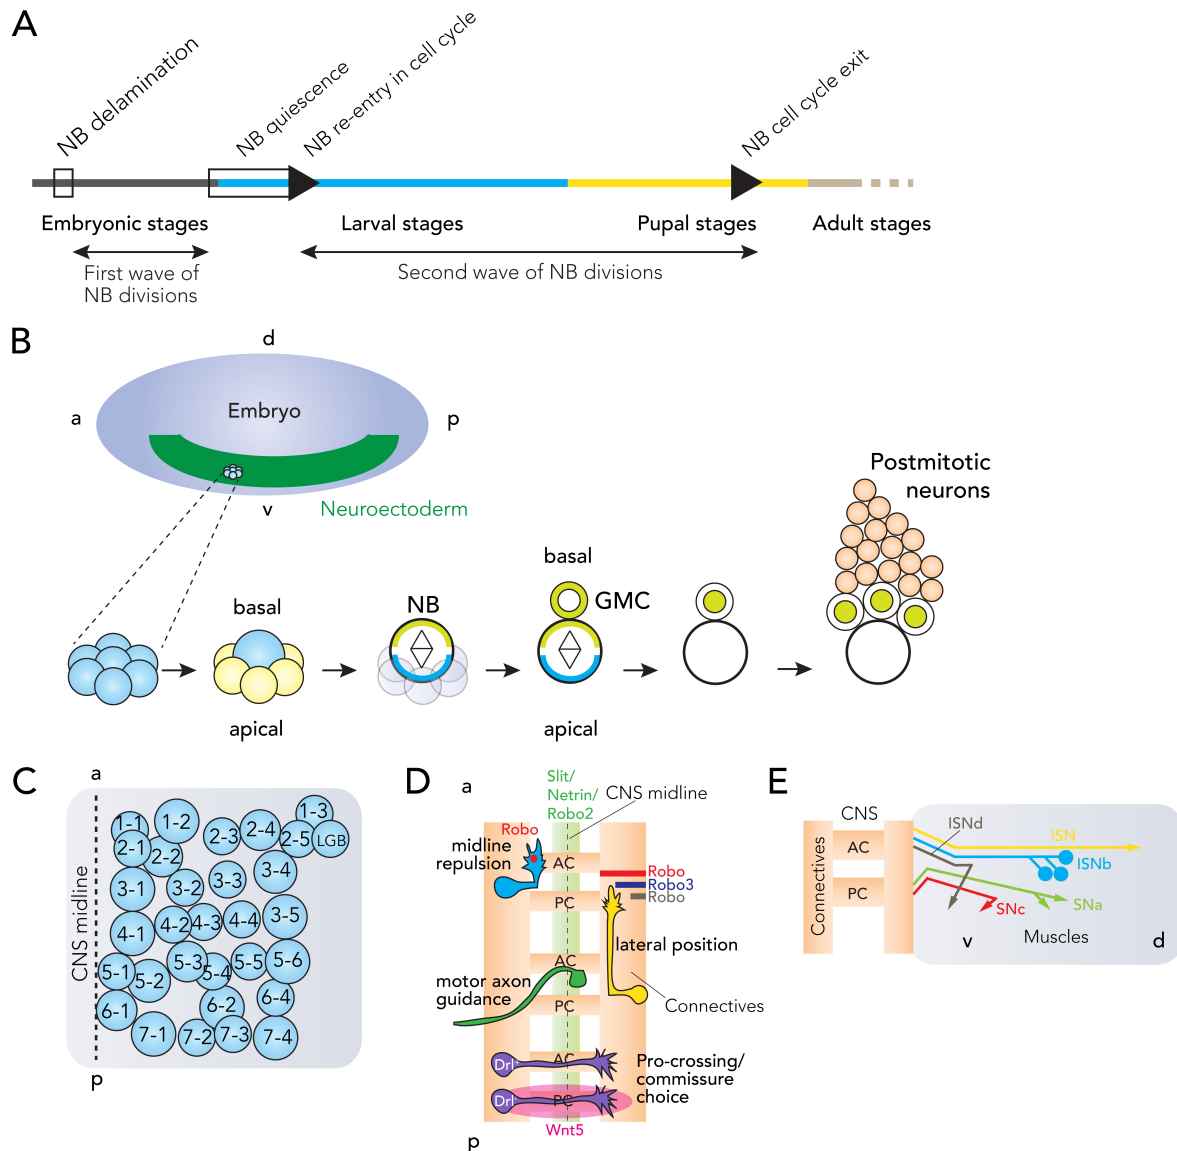 A
NB delamination
NB quiescence
NB re-entry in cell cycle
NB cell cycle exit
Embryonic stages
Larval stages
Pupal stages
Adult stages
First wave of
NB divisions
Second wave of NB divisions
B
d
a
Embryo
p
v
Neuroectoderm
Postmitotic
neurons
basal
GMC
basal
NB
apical
apical
C
a
CNS midline
1-1
1-2
1-3
2-1
2-2
2-3
2-4
2-5
LGB
3-1
3-2
3-3
3-4
4-1
4-2
4-3
4-4
3-5
5-1
5-2
5-3
5-4
5-5
5-6
6-1
6-2
6-4
7-1
7-2
7-3
7-4
p
D
a
Slit/
Netrin/
Robo2
CNS midline
Robo
midline
repulsion
AC
PC
Robo
Robo3
Robo
lateral position
AC
motor axon
guidance
PC
Connectives
Drl+
AC
Pro-crossing/
commissure
choice
Drl-
PC
Wnt5
p
E
CNS
Connectives
AC
PC
ISNd
ISN
ISNb
SNa
SNc
v
Muscles
d